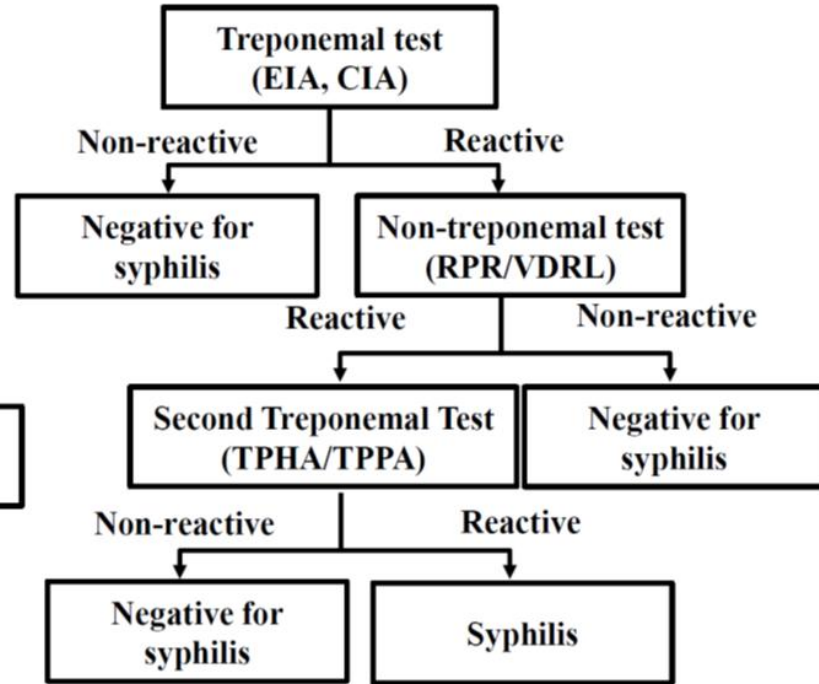 Treponemal test
(EIA, CIA)
Non-reactive
Reactive
Negative for
syphilis
Non-treponemal test
(RPR/VDRL)
Reactive
Non-reactive
Second Treponemal Test
(TPHA/TPPA)
Negative for
syphilis
Non-reactive
Reactive
Negative for
syphilis
Syphilis